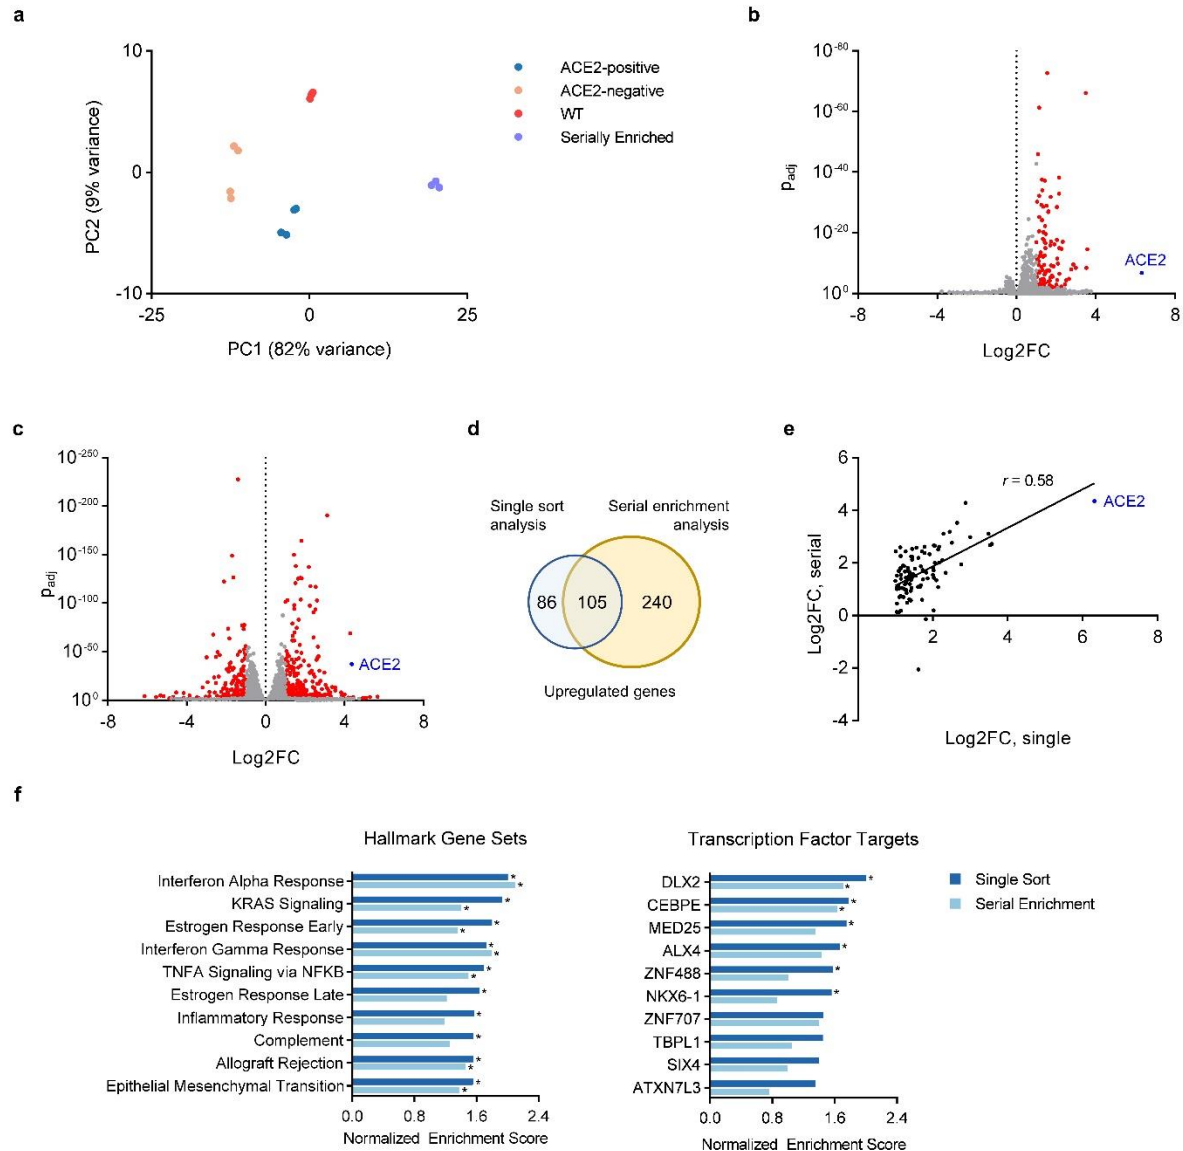 a
10
0
-10
-25
0
25
PC2 (9% variance)
PC1 (82% variance)
ACE2-positive
ACE2-negative
WT
Serially Enriched
b
10-80
10-60
10-40
10-20
100
padj
-8
-4
0
4
8
Log2FC
ACE2
c
10-250
10-200
10-150
10-100
10-50
100
padj
-8
-4
0
4
8
Log2FC
ACE2
d
Single sort
analysis
Serial enrichment
analysis
86
105
240
Upregulated genes
e
6
4
2
0
-2
-4
Log2FC, serial
r = 0.58
ACE2
2
4
6
8
Log2FC, single
f
Hallmark Gene Sets
Interferon Alpha Response
KRAS Signaling
Estrogen Response Early
Interferon Gamma Response
TNFA Signaling via NFKB
Estrogen Response Late
Inflammatory Response
Complement
Allograft Rejection
Epithelial Mesenchymal Transition
0.0
0.8
1.6
2.4
Normalized Enrichment Score
Transcription Factor Targets
DLX2
CEBPE
MED25
ALX4
ZNF488
NKX6-1
ZNF707
TBPL1
SIX4
ATXN7L3
0.0
0.8
1.6
2.4
Normalized Enrichment Score
Single Sort
Serial Enrichment